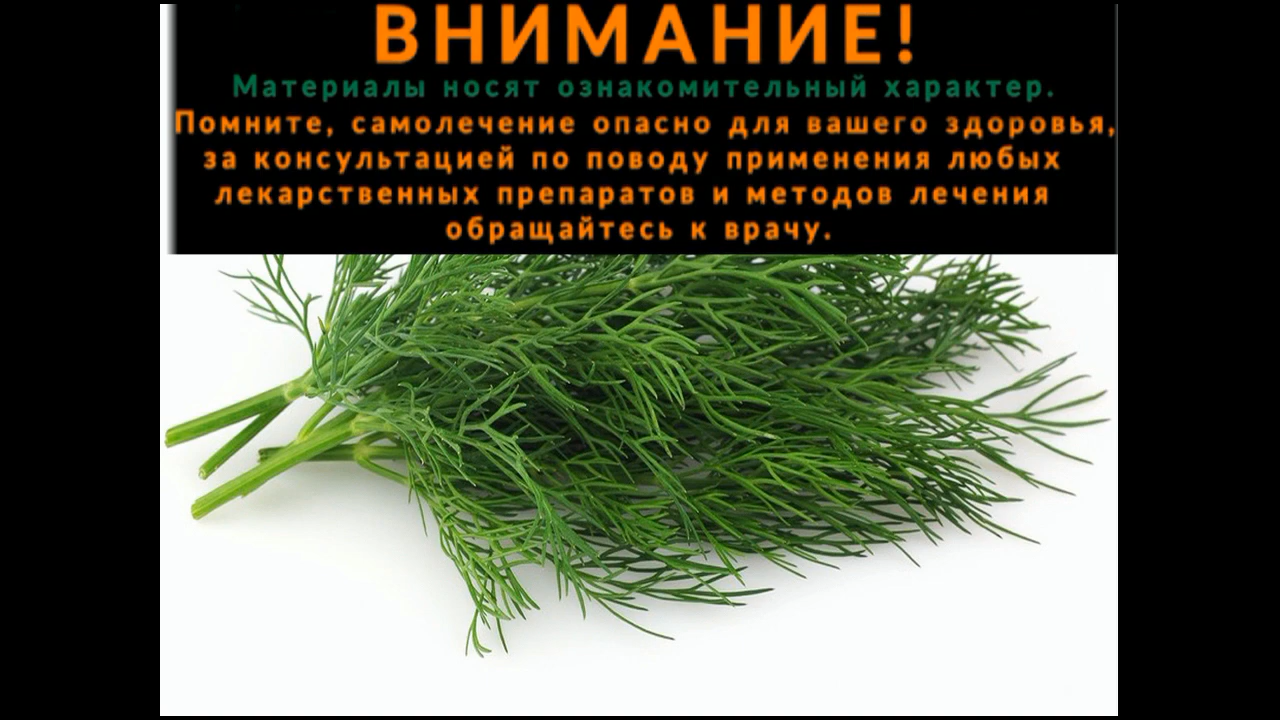 ВНИМАНИЕ!
Материалы носят ознакомительный характер.
Помните, самолечение опасно для вашего здоровья,
за консультацией по поводу применения любых
лекарственных препаратов и методов лечения
обращайтесь к врачу.